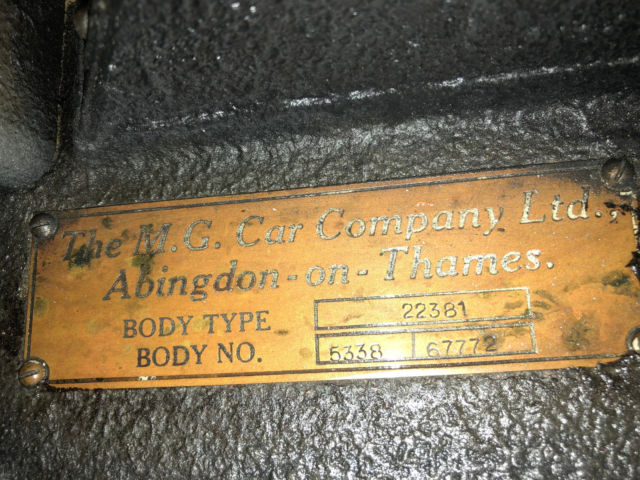 The M.G. Car Company Ltd.,
Abingdon-on-Thames.
BODY TYPE 22381
BODY NO. 5338 67772